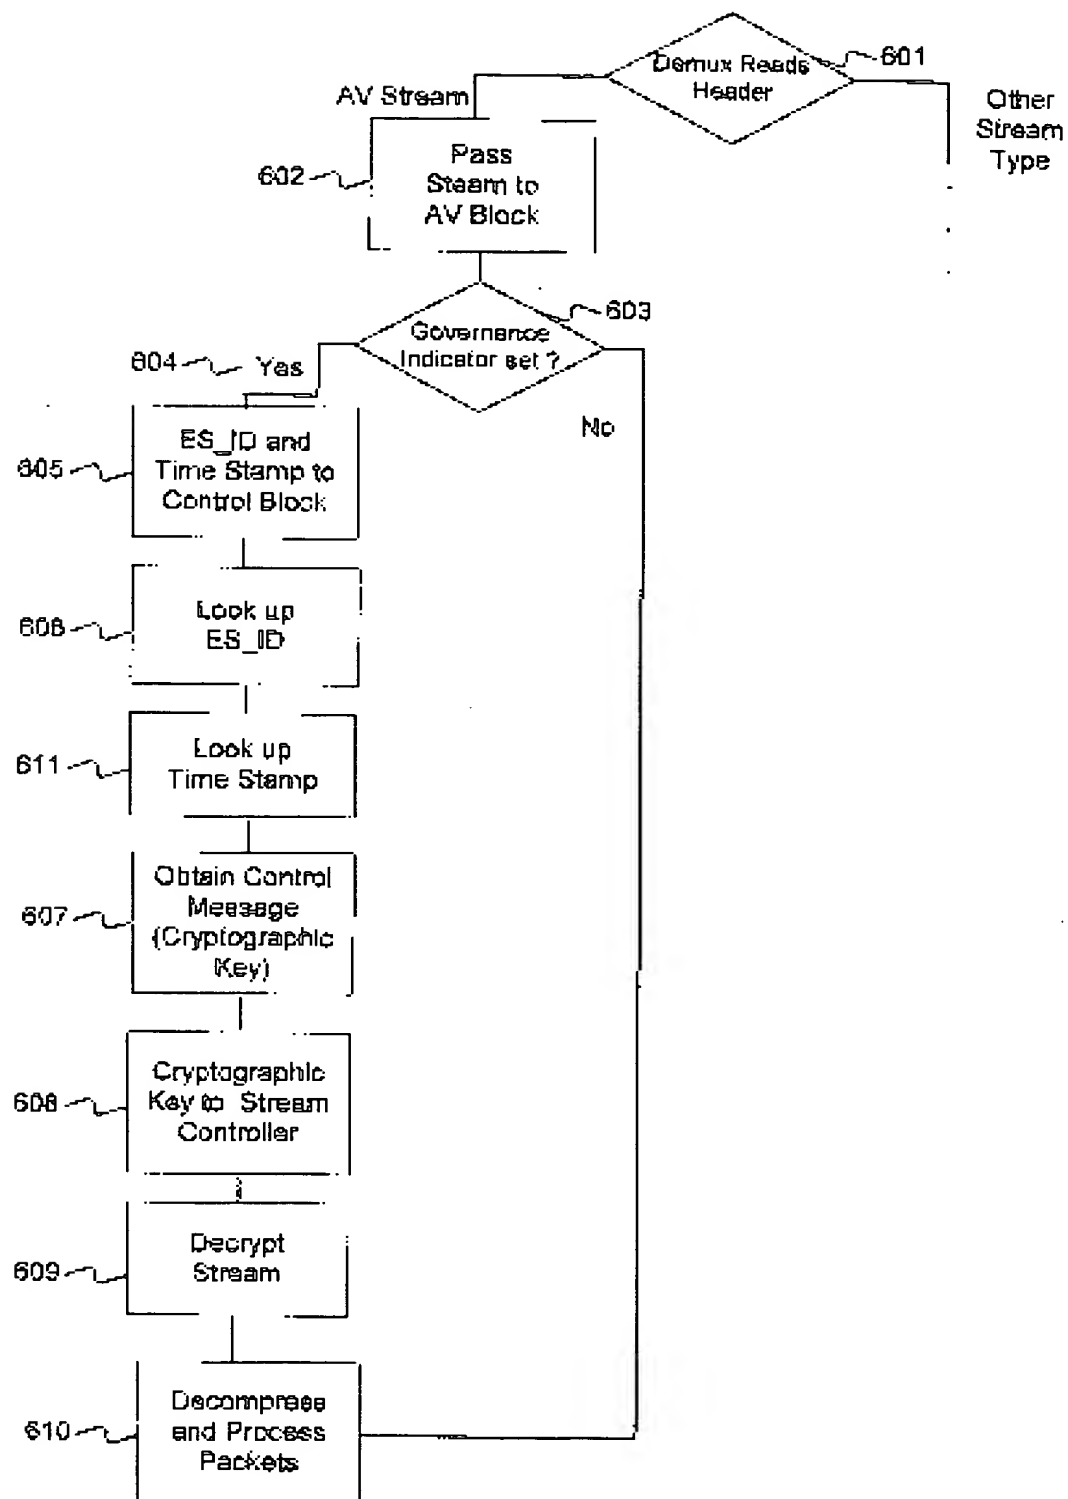 Demux Reads
Header
601
AV Stream
Other
Stream
Type
602
Pass
Steam to
AV Block
603
Governance
Indicator set ?
604
Yes
No
605
ES_ID and
Time Stamp to
Control Block
606
Look up
ES_ID
611
Look up
Time Stamp
607
Obtain Control
Message
(Cryptographic
Key)
608
Cryptographic
Key to Stream
Controller
609
Decrypt
Stream
610
Decompress
and Process
Packets